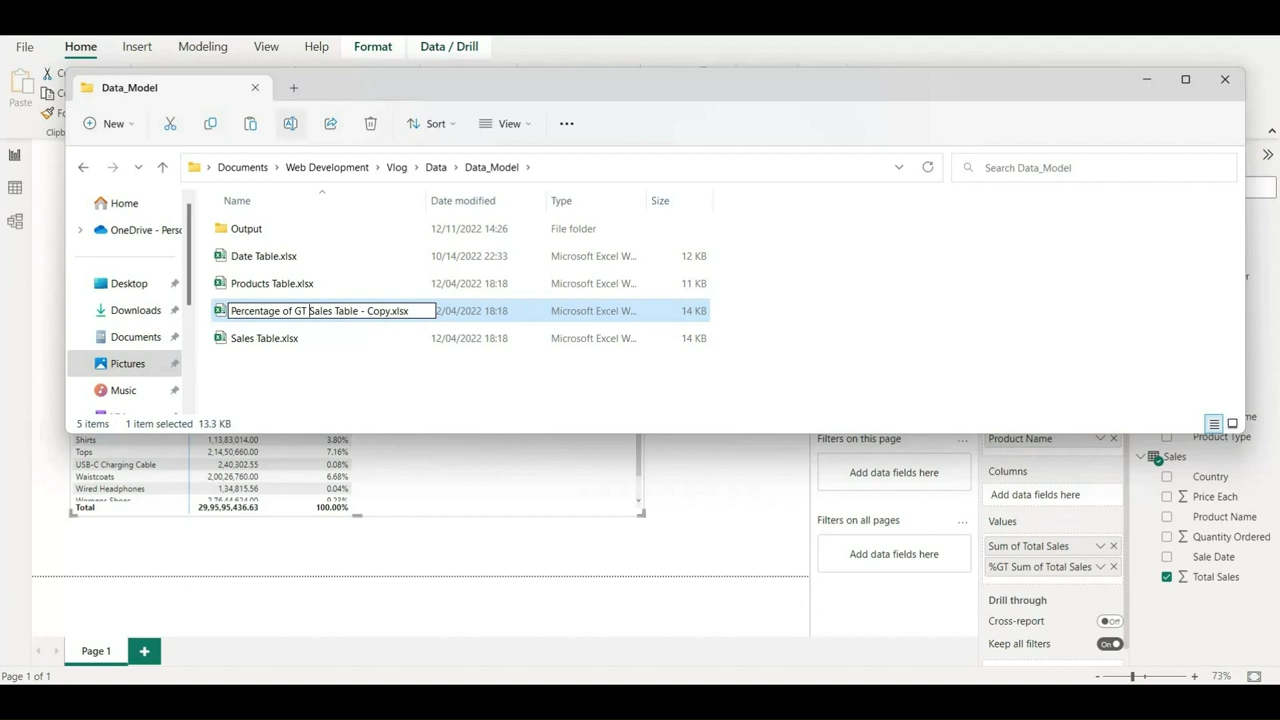 File Home Insert Modeling View Help Format Data / Drill
Paste
Data_Model
New Sort View
Documents Web Development Vlog Data Data_Model Search Data_Model
Name Date modified Type Size
Home
OneDrive - Perso
Output 12/11/2022 14:26 File folder
Date Table.xlsx 10/14/2022 22:33 Microsoft Excel W... 12 KB
Desktop Products Table.xlsx 12/04/2022 18:18 Microsoft Excel W... 11 KB
Downloads Percentage of GT Sales Table - Copy.xlsx 2/04/2022 18:18 Microsoft Excel W... 14 KB
Documents Sales Table.xlsx 12/04/2022 18:18 Microsoft Excel W... 14 KB
Pictures
Music
5 items 1 item selected 13.3 KB
Shirts 1,13,83,014.00 3.80%
Tops 2,14,50,660.00 7.16%
USB-C Charging Cable 2,40,302.55 0.08%
Waistcoats 2,00,26,760.00 6.68%
Wired Headphones 1,34,815.56 0.04%
Total 29,95,95,436.63 100.00%
Filters on this page ...
Add data fields here
Filters on all pages ...
Add data fields here
Product Name
Columns
Add data fields here
Values
Sum of Total Sales
%GT Sum of Total Sales
Drill through
Cross-report Off
Keep all filters On
Product Type
Sales
Country
Price Each
Product Name
Quantity Ordered
Sale Date
Total Sales
Page 1
Page 1 of 1 - + 73%